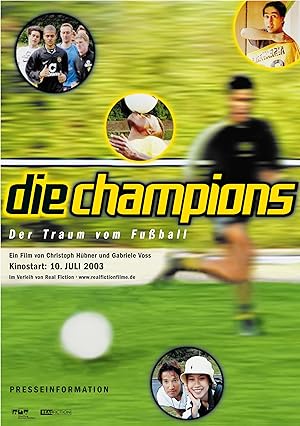 die champions
Der Traum vom Fußball
Ein Film von Christoph Hübner und Gabriele Voss
Kinostart: 10. JULI 2003
Im Verleih von Real Fiction · www.realfictionfilme.de
PRESSEINFORMATION
REALFICTION